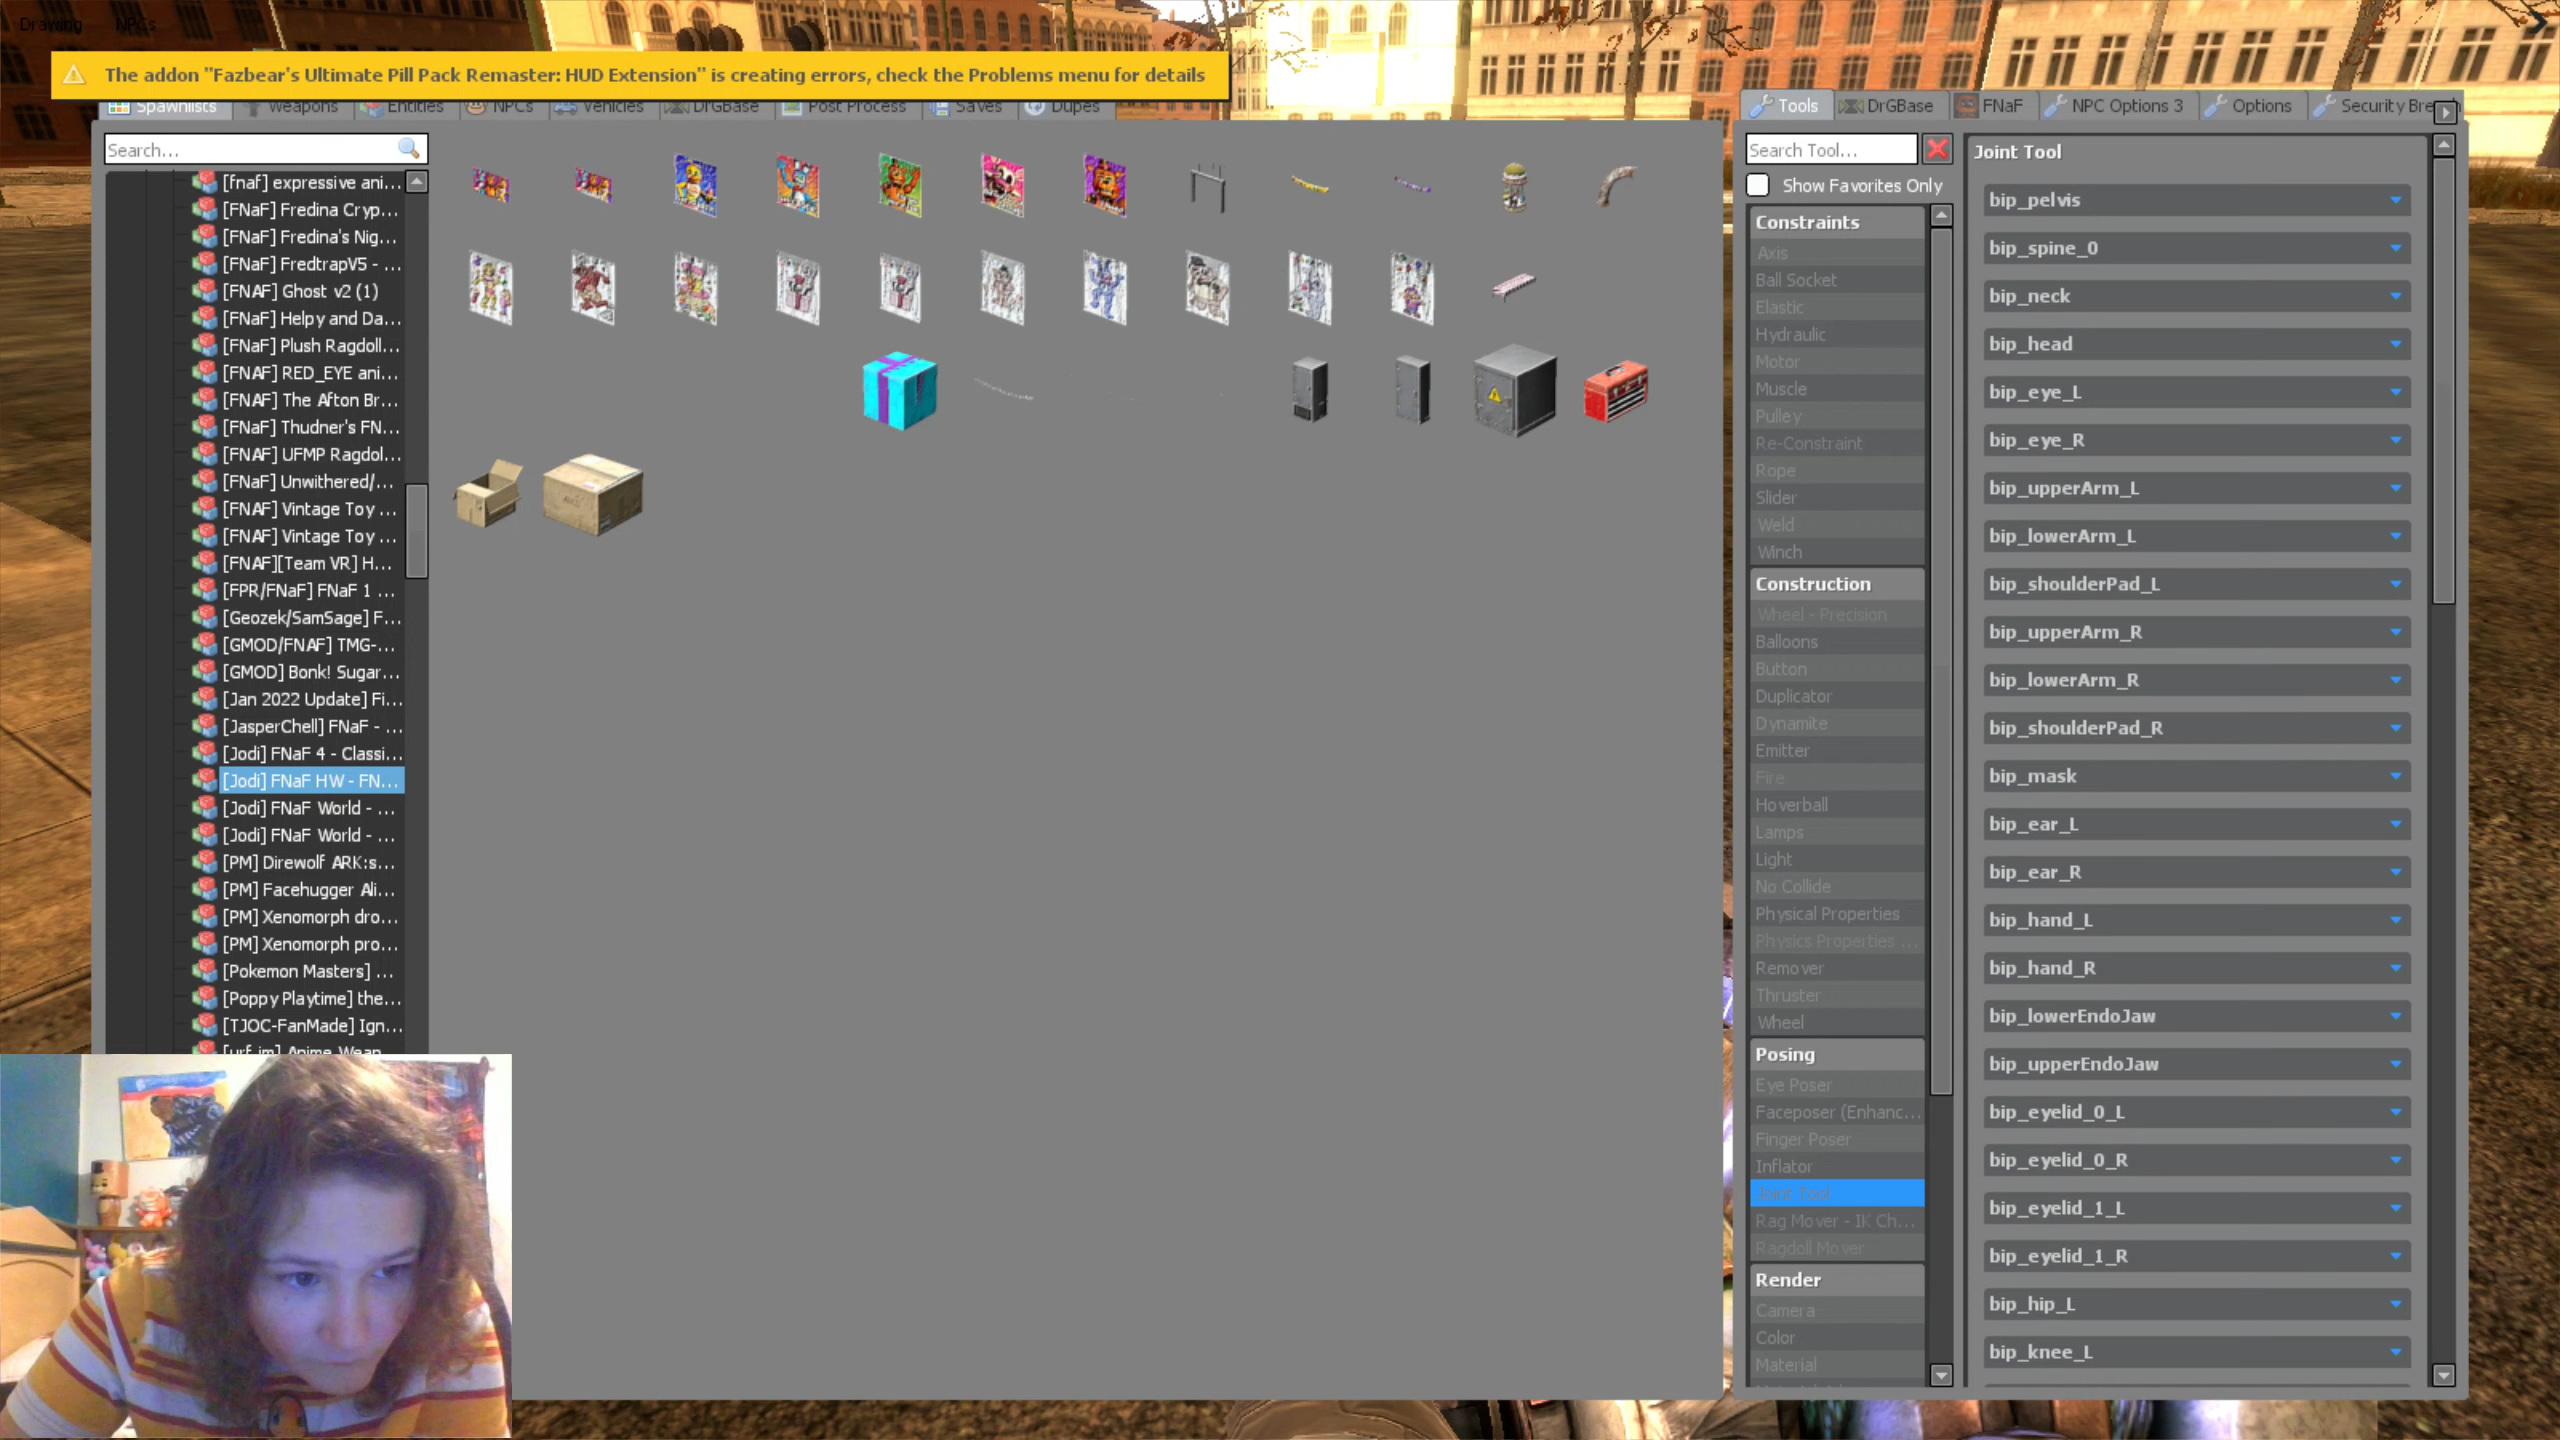 Drawing NPCs
The addon "Fazbear's Ultimate Pill Pack Remaster: HUD Extension" is creating errors, check the Problems menu for details
Spawnlists Weapons Entities NPCs Vehicles DrGBase Post Process Saves Dupes
Search...
[fnaf] expressive ani...
[FNaF] Fredina Cryp...
[FNaF] Fredina's Nig...
[FNaF] FredtrapV5 - ...
[FNAF] Ghost v2 (1)
[FNaF] Helpy and Da...
[FNaF] Plush Ragdoll...
[FNAF] RED_EYE ani...
[FNAF] The Afton Br...
[FNaF] Thudner's FN...
[FNAF] UFMP Ragdol...
[FNaF] Unwithered/...
[FNAF] Vintage Toy ...
[FNAF] Vintage Toy ...
[FNAF][Team VR] H...
[FPR/FNaF] FNaF 1 ...
[Geozek/SamSage] F...
[GMOD/FNAF] TMG-...
[GMOD] Bonk! Sugar...
[Jan 2022 Update] Fi...
[JasperChell] FNaF - ...
[Jodi] FNaF 4 - Classi...
[Jodi] FNaF HW - FN...
[Jodi] FNaF World - ...
[Jodi] FNaF World - ...
[PM] Direwolf ARK:s...
[PM] Facehugger Ali...
[PM] Xenomorph dro...
[PM] Xenomorph pro...
[Pokemon Masters] ...
[Poppy Playtime] the...
[TJOC-FanMade] Ign...
[urf.im] Anime Weap...
Tools DrGBase FNaF NPC Options 3 Options Security Bre
Search Tool...
Show Favorites Only
Constraints
Axis
Ball Socket
Elastic
Hydraulic
Motor
Muscle
Pulley
Re-Constraint
Rope
Slider
Weld
Winch
Construction
Wheel - Precision
Balloons
Button
Duplicator
Dynamite
Emitter
Fire
Hoverball
Lamps
Light
No Collide
Physical Properties
Physics Properties ...
Remover
Thruster
Wheel
Posing
Eye Poser
Faceposer (Enhanc...
Finger Poser
Inflator
Joint Tool
Rag Mover - IK Ch...
Ragdoll Mover
Render
Camera
Color
Material
Joint Tool
bip_pelvis
bip_spine_0
bip_neck
bip_head
bip_eye_L
bip_eye_R
bip_upperArm_L
bip_lowerArm_L
bip_shoulderPad_L
bip_upperArm_R
bip_lowerArm_R
bip_shoulderPad_R
bip_mask
bip_ear_L
bip_ear_R
bip_hand_L
bip_hand_R
bip_lowerEndoJaw
bip_upperEndoJaw
bip_eyelid_0_L
bip_eyelid_0_R
bip_eyelid_1_L
bip_eyelid_1_R
bip_hip_L
bip_knee_L